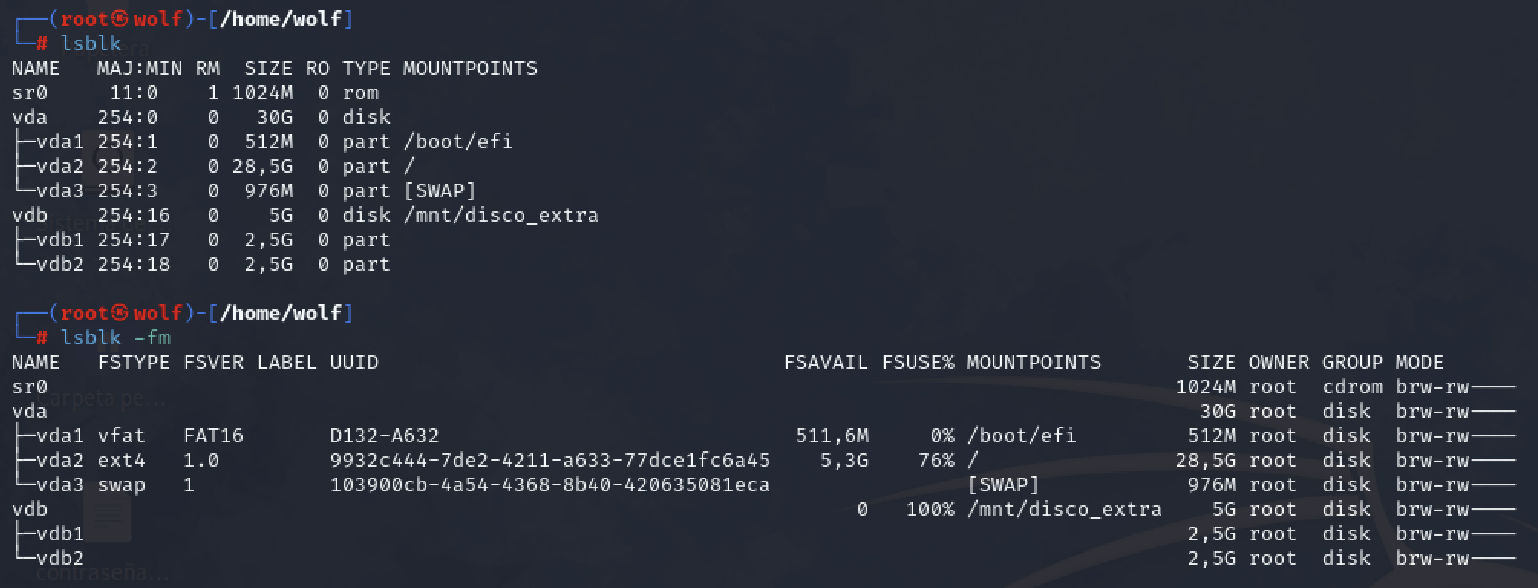 ┌──(root㉿wolf)-[/home/wolf]
└─# lsblk
NAME   MAJ:MIN RM  SIZE RO TYPE MOUNTPOINTS
sr0     11:0    1 1024M  0 rom
vda    254:0    0   30G  0 disk
├─vda1 254:1    0  512M  0 part /boot/efi
├─vda2 254:2    0 28,5G  0 part /
└─vda3 254:3    0  976M  0 part [SWAP]
vdb    254:16   0    5G  0 disk /mnt/disco_extra
├─vdb1 254:17   0  2,5G  0 part
└─vdb2 254:18   0  2,5G  0 part
┌──(root㉿wolf)-[/home/wolf]
└─# lsblk -fm
NAME   FSTYPE FSVER LABEL UUID                                 FSAVAIL FSUSE% MOUNTPOINTS       SIZE OWNER GROUP MODE
sr0                                                                                            1024M root  cdrom brw-rw----
vda                                                                                              30G root  disk  brw-rw----
├─vda1 vfat   FAT16       D132-A632                             511,6M     0% /boot/efi         512M root  disk  brw-rw----
├─vda2 ext4   1.0         9932c444-7de2-4211-a633-77dce1fc6a45    5,3G    76% /                28,5G root  disk  brw-rw----
└─vda3 swap   1           103900cb-4a54-4368-8b40-420635081eca                [SWAP]            976M root  disk  brw-rw----
vdb                                                                  0   100% /mnt/disco_extra    5G root  disk  brw-rw----
├─vdb1                                                                                          2,5G root  disk  brw-rw----
└─vdb2                                                                                          2,5G root  disk  brw-rw----
Carpeta pe...
contraseña...